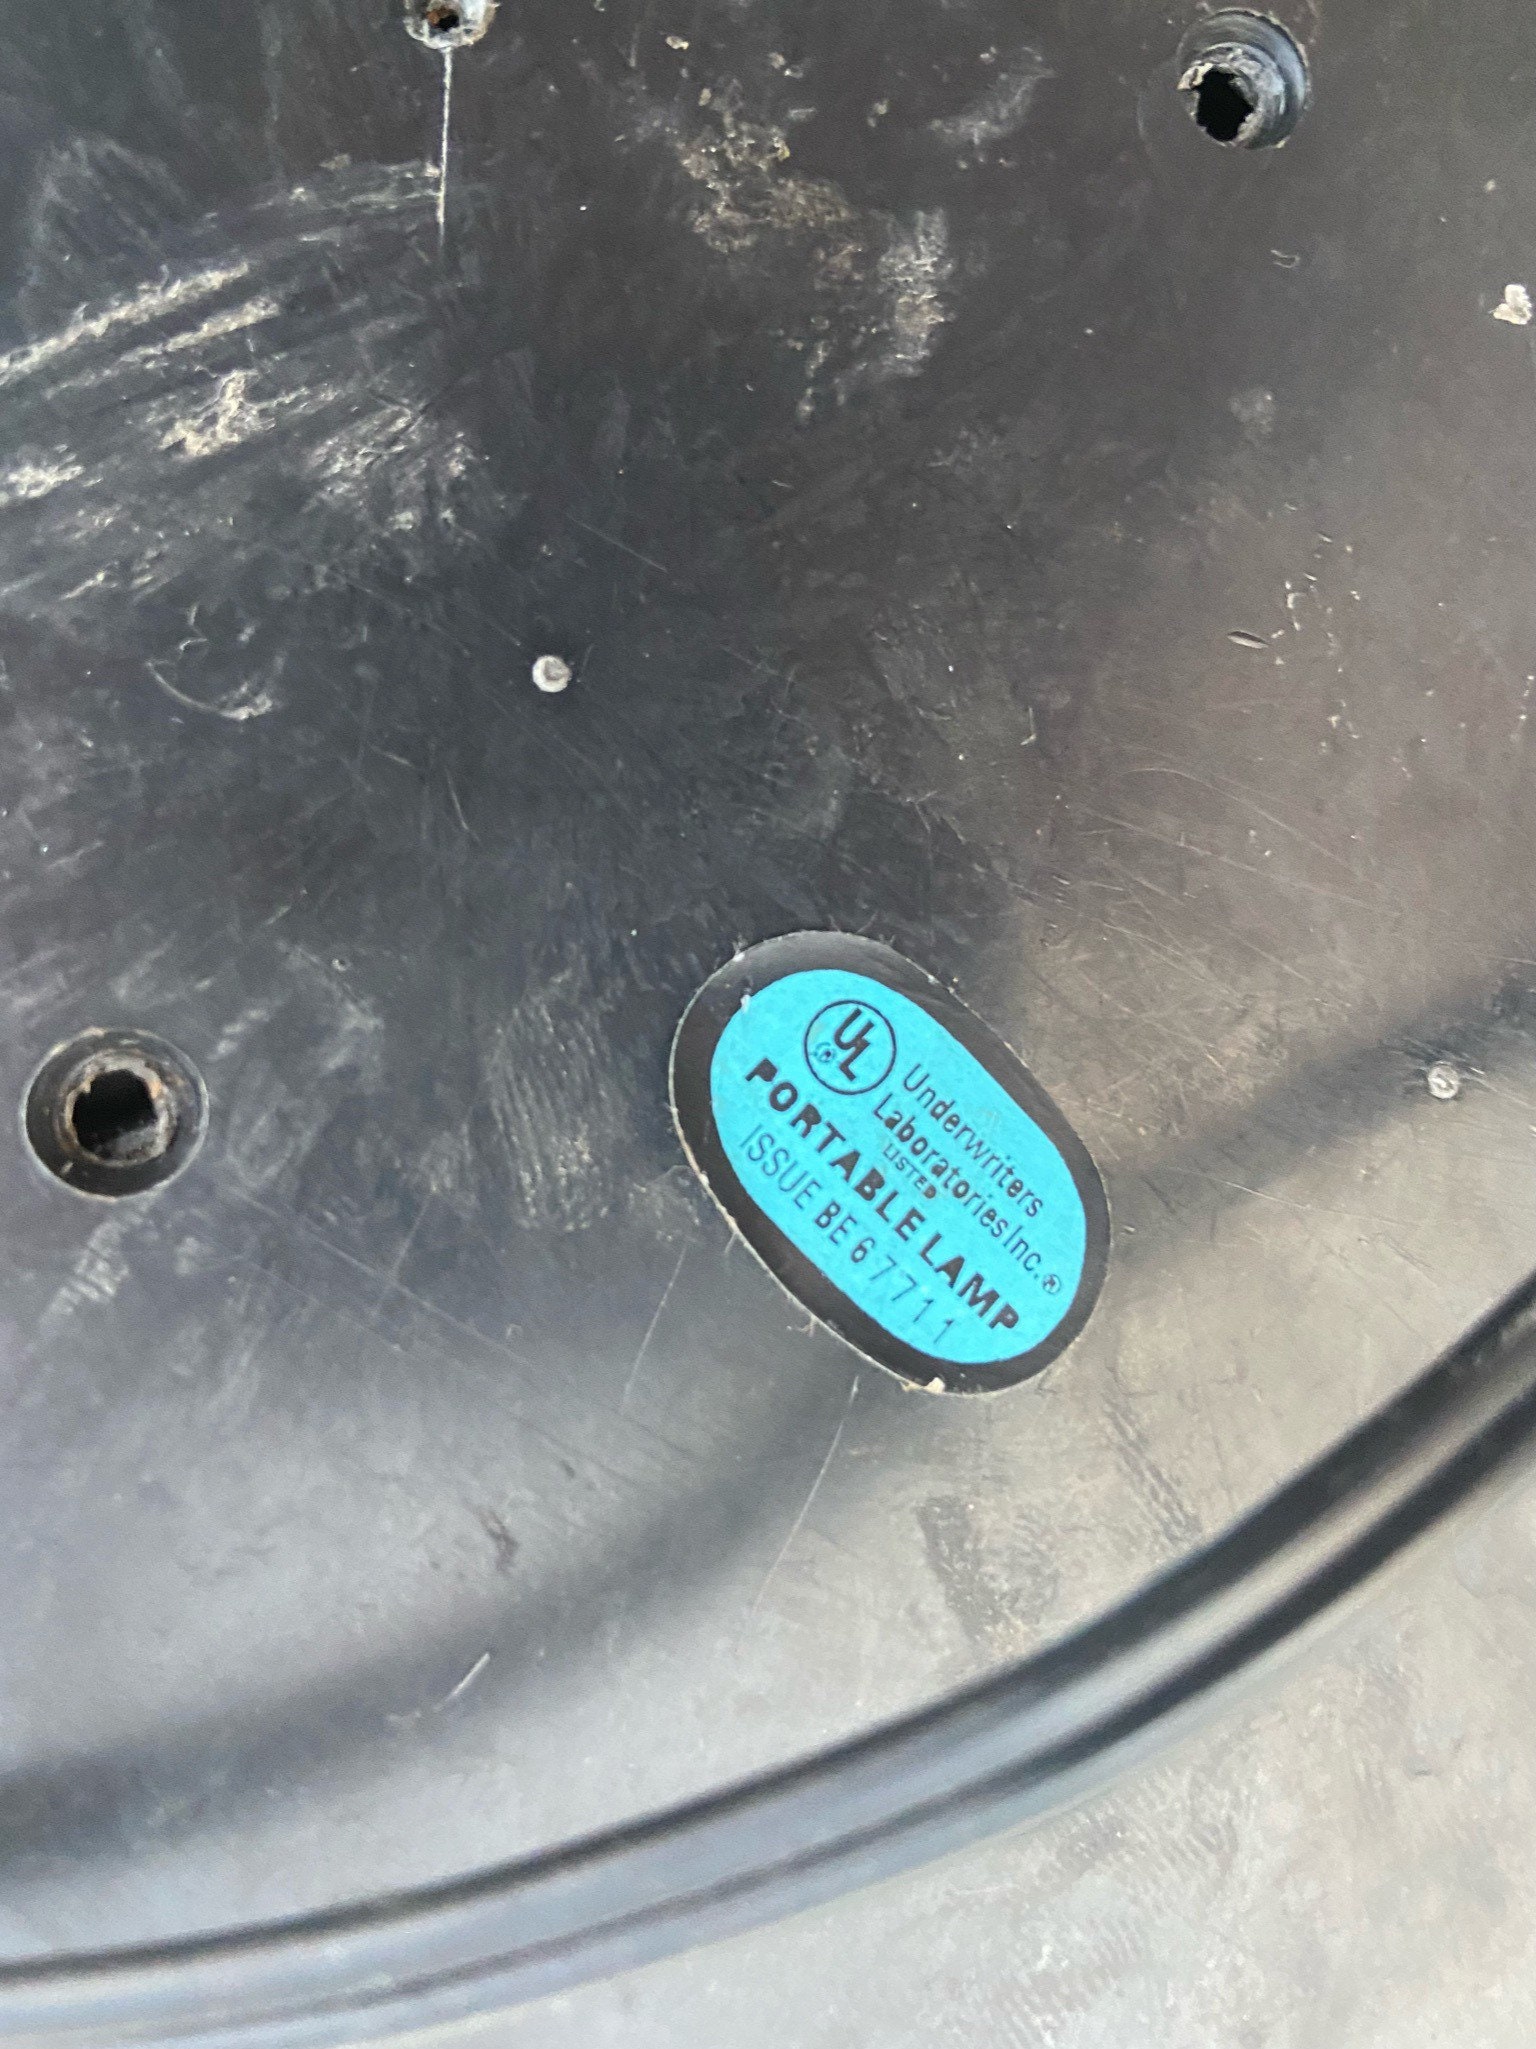 UL ®
Underwriters
Laboratories Inc.®
LISTED
PORTABLE LAMP
ISSUE BE 67711